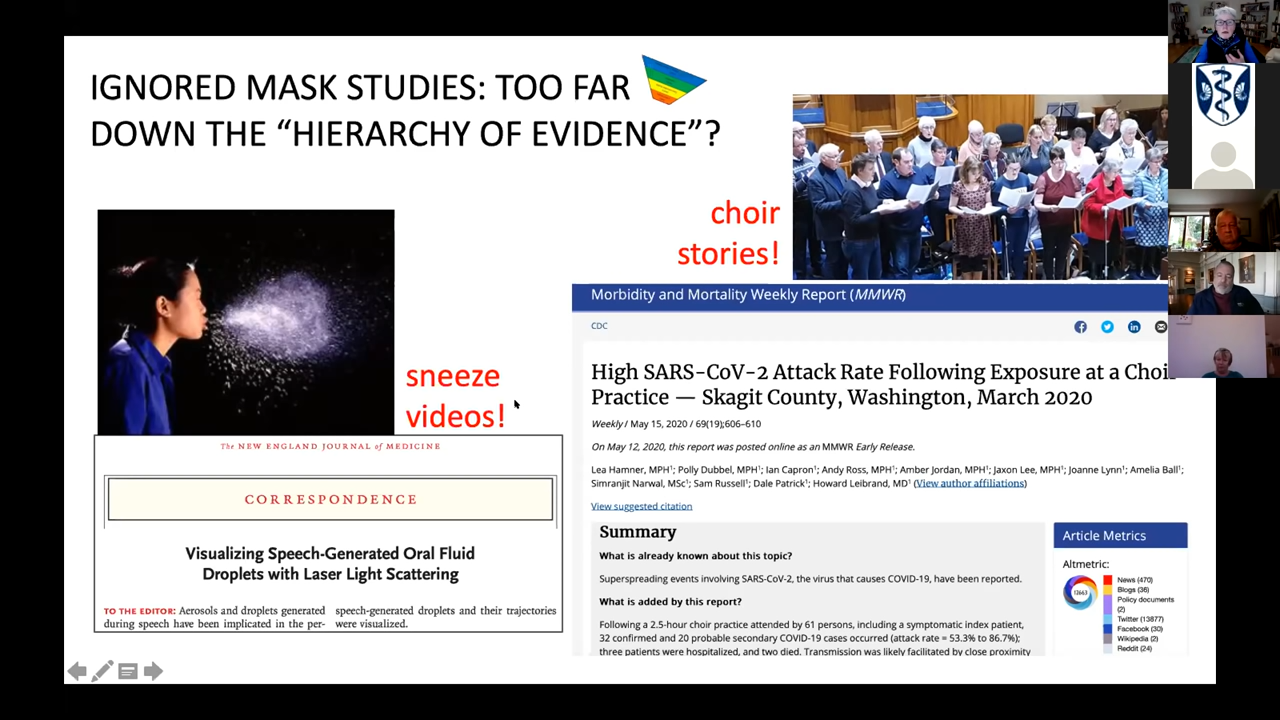 IGNORED MASK STUDIES: TOO FAR
DOWN THE “HIERARCHY OF EVIDENCE”?
choir
stories!
sneeze
videos!
The NEW ENGLAND JOURNAL of MEDICINE
CORRESPONDENCE
Visualizing Speech-Generated Oral Fluid
Droplets with Laser Light Scattering
TO THE EDITOR: Aerosols and droplets generated
during speech have been implicated in the per-
speech-generated droplets and their trajectories
were visualized.
Morbidity and Mortality Weekly Report (MMWR)
CDC
High SARS-CoV-2 Attack Rate Following Exposure at a Choir
Practice — Skagit County, Washington, March 2020
Weekly / May 15, 2020 / 69(19);606–610
On May 12, 2020, this report was posted online as an MMWR Early Release.
Lea Hamner, MPH1; Polly Dubbel, MPH1; Ian Capron1; Andy Ross, MPH1; Amber Jordan, MPH1; Jaxon Lee, MPH1; Joanne Lynn1; Amelia Ball1;
Simranjit Narwal, MSc1; Sam Russell1; Dale Patrick1; Howard Leibrand, MD1 (View author affiliations)
View suggested citation
Summary
What is already known about this topic?
Superspreading events involving SARS-CoV-2, the virus that causes COVID-19, have been reported.
What is added by this report?
Following a 2.5-hour choir practice attended by 61 persons, including a symptomatic index patient,
32 confirmed and 20 probable secondary COVID-19 cases occurred (attack rate = 53.3% to 86.7%);
three patients were hospitalized, and two died. Transmission was likely facilitated by close proximity
Article Metrics
Altmetric:
13663
News (470)
Blogs (36)
Policy documents
(2)
Twitter (13877)
Facebook (30)
Wikipedia (2)
Reddit (24)